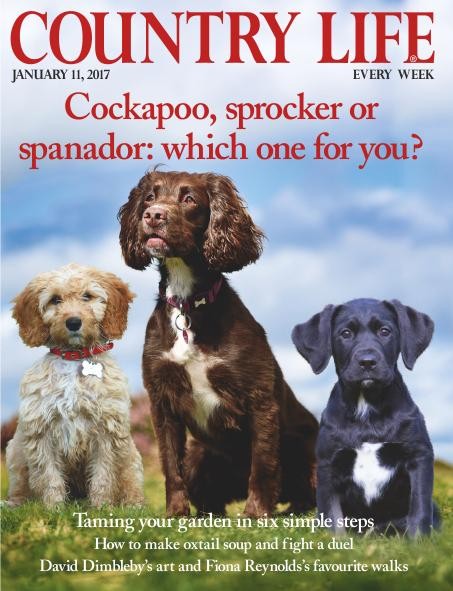 COUNTRY LIFE®
JANUARY 11, 2017
EVERY WEEK
Cockapoo, sprocker or
spanador: which one for you?
Taming your garden in six simple steps
How to make oxtail soup and fight a duel
David Dimbleby's art and Fiona Reynolds's favourite walks